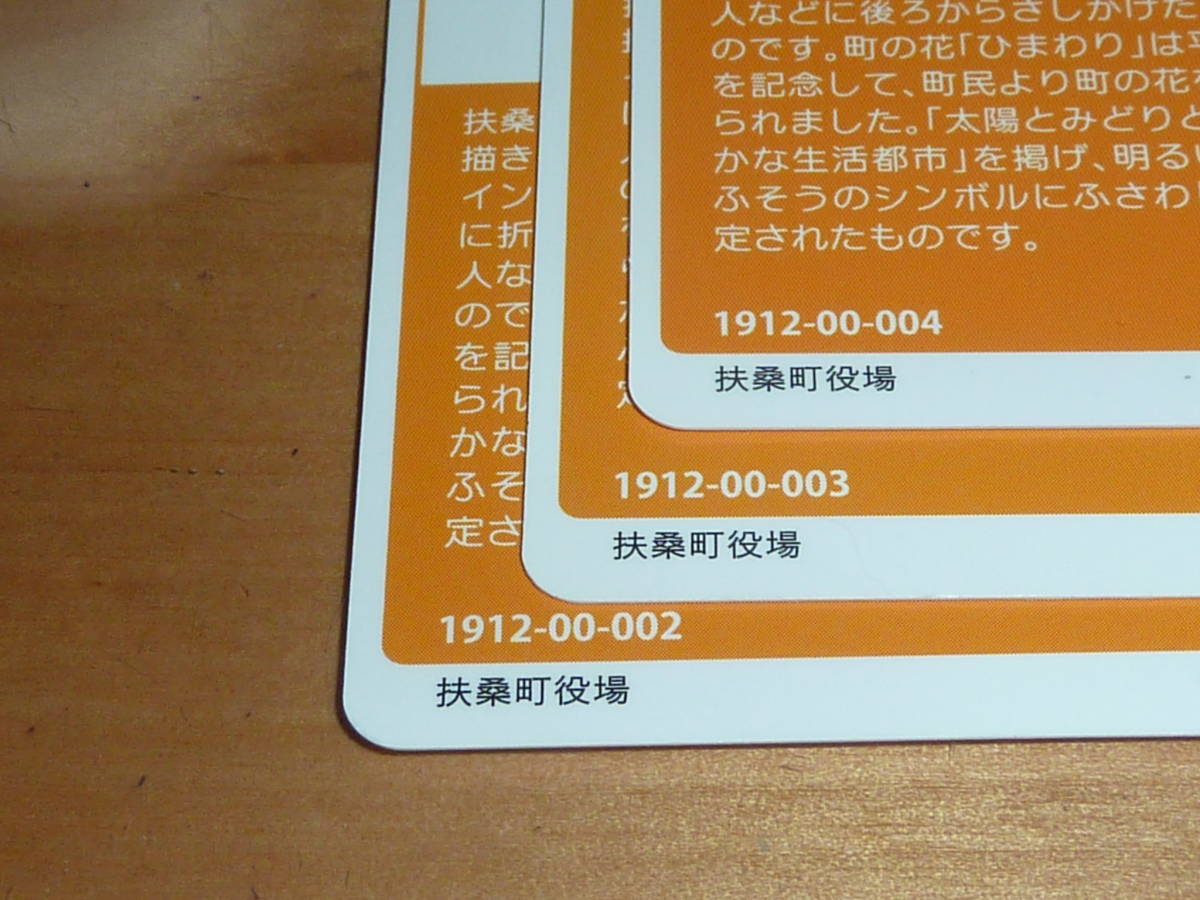 人などに後ろからさしかけた
のです。町の花「ひまわり」は平
を記念して、町民より町の花
られました。「太陽とみどりと
かな生活都市」を掲げ、明るい
ふそうのシンボルにふさわ
定されたものです。
1912-00-004
扶桑町役場
1912-00-003
扶桑町役場
扶桑
描き
イン
に折
人な
ので
を記
られ
かな
ふそ
定さ
1912-00-002
扶桑町役場